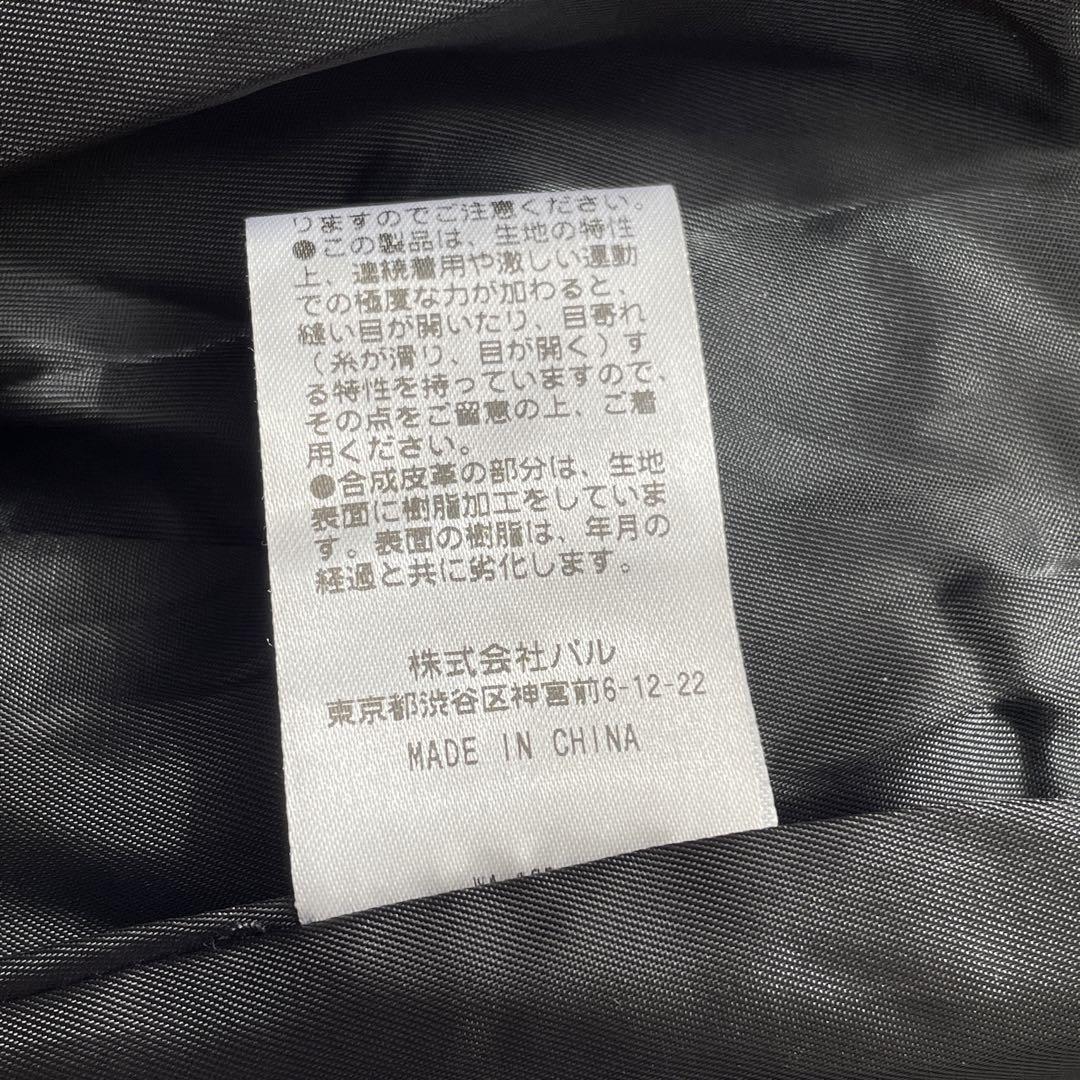 りますのでご注意ください。
●この製品は、生地の特性
上、連続着用や激しい運動
での極度な力が加わると、
縫い目が開いたり、目寄れ
(糸が滑り、目が開く)す
る特性を持っていますので、
その点をご留意の上、ご着
用ください。
●合成皮革の部分は、生地
表面に樹脂加工をしていま
す。表面の樹脂は、年月の
経過と共に劣化します。
株式会社パル
東京都渋谷区神宮前6-12-22
MADE IN CHINA